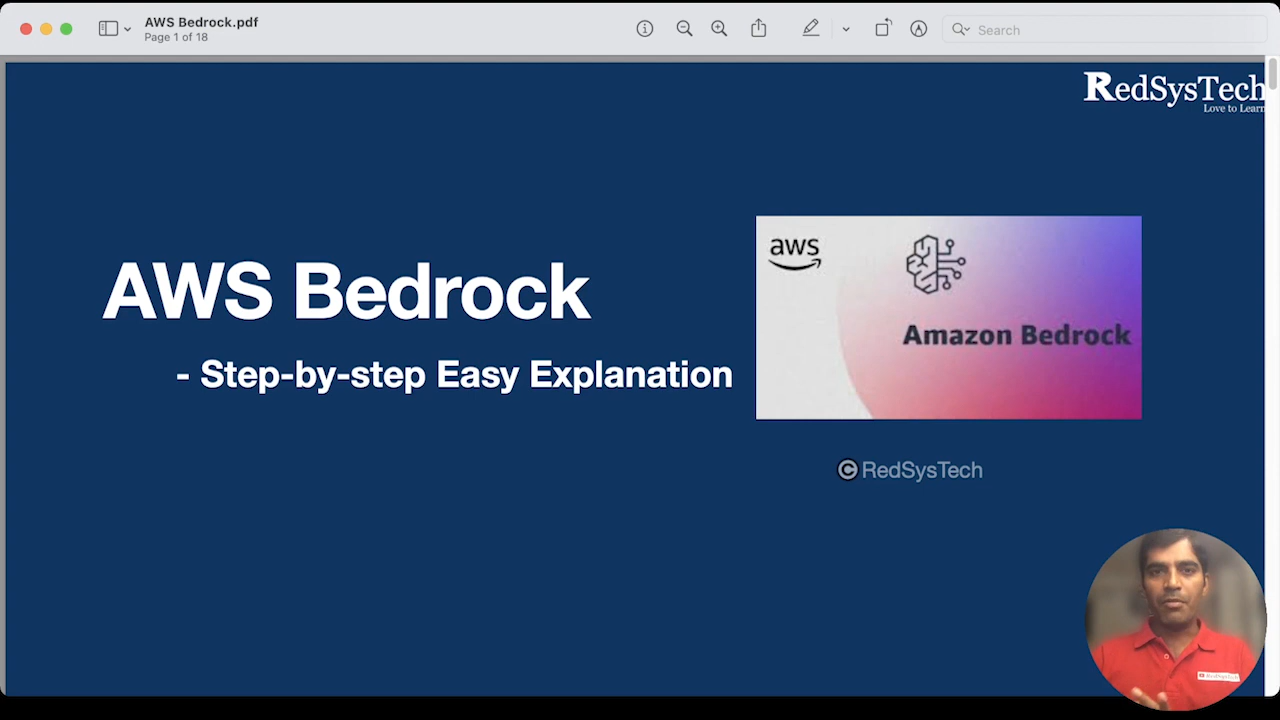 AWS Bedrock.pdf
Page 1 of 18
Search
RedSysTech
Love to Learn
AWS Bedrock
- Step-by-step Easy Explanation
aws
Amazon Bedrock
© RedSysTech
RedSysTech